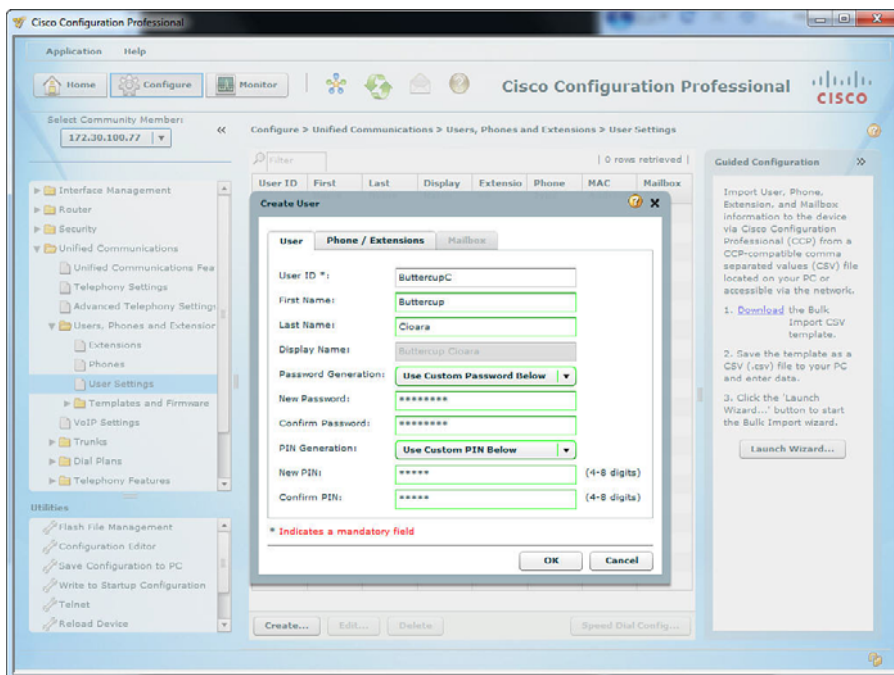 Cisco Configuration Professional
Application Help
Home Configure Monitor
Cisco Configuration Professional
CISCO
Select Community Member:
172.30.100.77
Configure > Unified Communications > Users, Phones and Extensions > User Settings
Interface Management
Router
Security
Unified Communications
Unified Communications Fea
Telephony Settings
Advanced Telephony Settings
Users, Phones and Extension
Extensions
Phones
User Settings
Templates and Firmware
VoIP Settings
Trunks
Dial Plans
Telephony Features
Utilities
Flash File Management
Configuration Editor
Save Configuration to PC
Write to Startup Configuration
Telnet
Reload Device
Filter
| 0 rows retrieved |
User ID First Last Display Extensio Phone MAC Mailbox
Create User
User Phone / Extensions Mailbox
User ID *: ButtercupC
First Name: Buttercup
Last Name: Cioara
Display Name: Buttercup Cioara
Password Generation: Use Custom Password Below
New Password: ********
Confirm Password: ********
PIN Generation: Use Custom PIN Below
New PIN: ***** (4-8 digits)
Confirm PIN: ***** (4-8 digits)
* Indicates a mandatory field
OK Cancel
Create... Edit... Delete Speed Dial Config...
Guided Configuration
Import User, Phone,
Extension, and Mailbox
information to the device
via Cisco Configuration
Professional (CCP) from a
CCP-compatible comma
separated values (CSV) file
located on your PC or
accessible via the network.
1. Download the Bulk
Import CSV
template.
2. Save the template as a
CSV (.csv) file to your PC
and enter data.
3. Click the 'Launch
Wizard...' button to start
the Bulk Import wizard.
Launch Wizard...